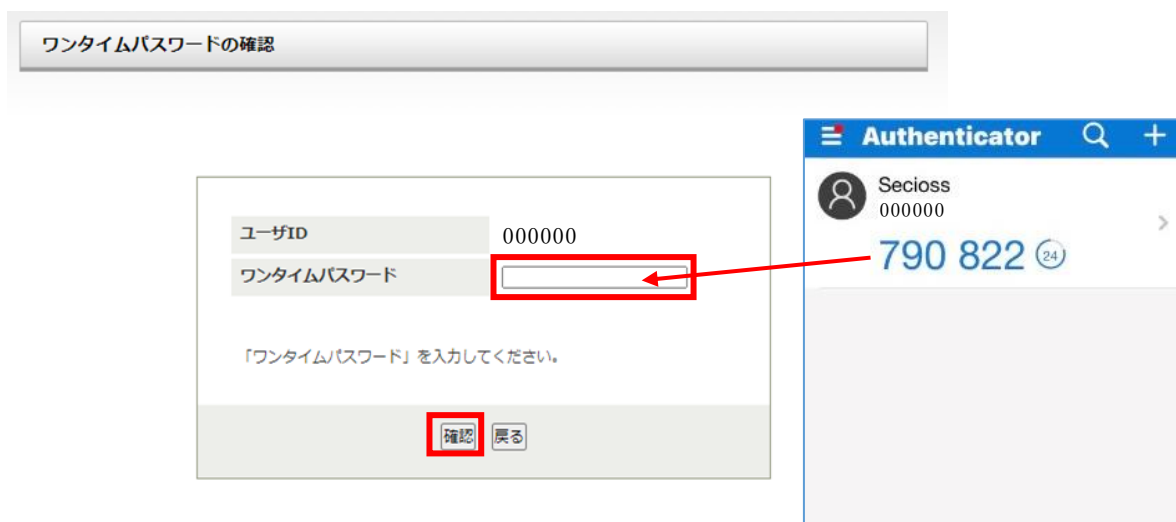 ワンタイムパスワードの確認
ユーザID
000000
ワンタイムパスワード
「ワンタイムパスワード」を入力してください。
確認
戻る
Authenticator
Secioss
000000
790 822
24